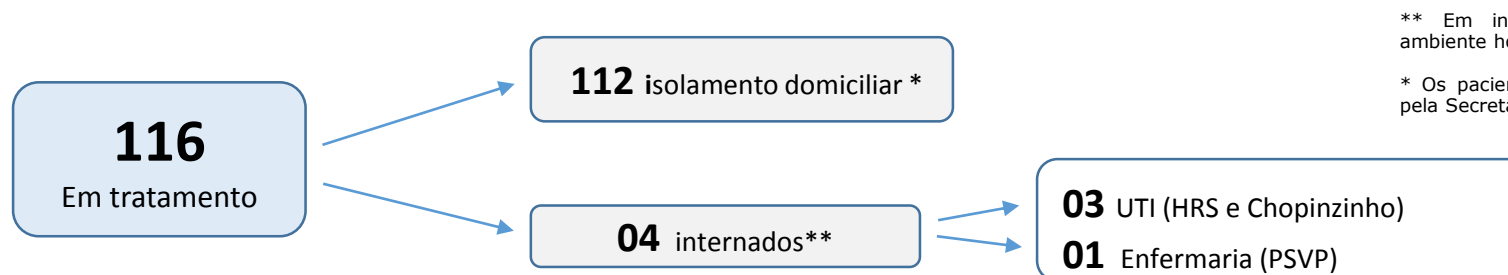 116
Em tratamento
112 isolamento domiciliar *
04 internados**
03 UTI (HRS e Chopinzinho)
01 Enfermaria (PSVP)
** Em
ambiente
* Os
pela